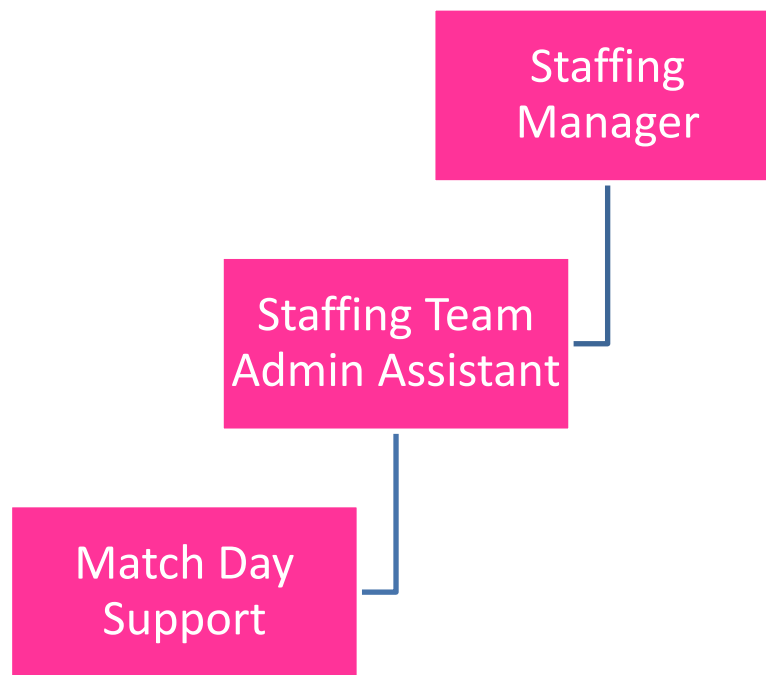 Staffing
Manager
Staffing Team
Admin Assistant
Match Day
Support